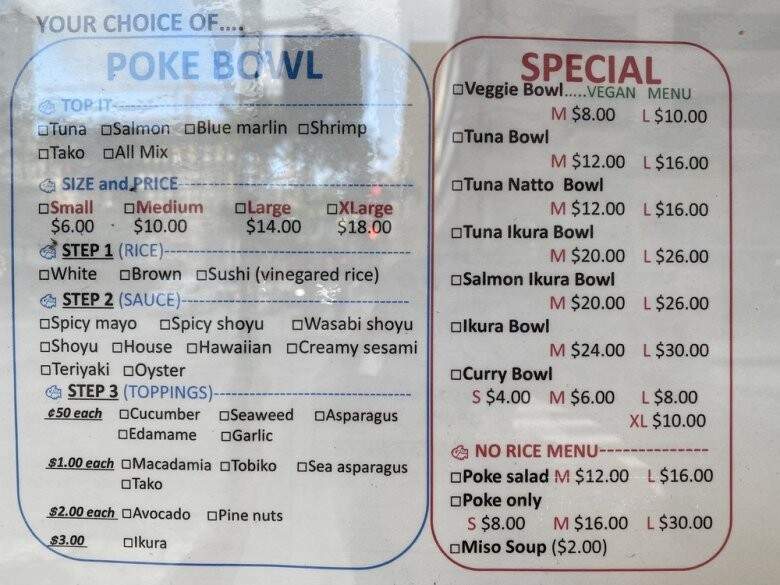 YOUR CHOICE OF....
POKE BOWL
TOP IT
□Tuna □Salmon □Blue marlin □Shrimp
□Tako □All Mix
SIZE and PRICE
□Small □Medium □Large □XLarge
$6.00 $10.00 $14.00 $18.00
STEP 1 (RICE)
□White □Brown □Sushi (vinegared rice)
STEP 2 (SAUCE)
□Spicy mayo □Spicy shoyu □Wasabi shoyu
□Shoyu □House □Hawaiian □Creamy sesami
□Teriyaki □Oyster
STEP 3 (TOPPINGS)
¢50 each □Cucumber □Seaweed □Asparagus
□Edamame □Garlic
$1.00 each □Macadamia □Tobiko □Sea asparagus
□Tako
$2.00 each □Avocado □Pine nuts
$3.00 □Ikura
SPECIAL
□Veggie Bowl.....VEGAN MENU
M $8.00 L $10.00
□Tuna Bowl
M $12.00 L $16.00
□Tuna Natto Bowl
M $12.00 L $16.00
□Tuna Ikura Bowl
M $20.00 L $26.00
□Salmon Ikura Bowl
M $20.00 L $26.00
□Ikura Bowl
M $24.00 L $30.00
□Curry Bowl
S $4.00 M $6.00 L $8.00
XL $10.00
NO RICE MENU
□Poke salad M $12.00 L $16.00
□Poke only
S $8.00 M $16.00 L $30.00
□Miso Soup ($2.00)